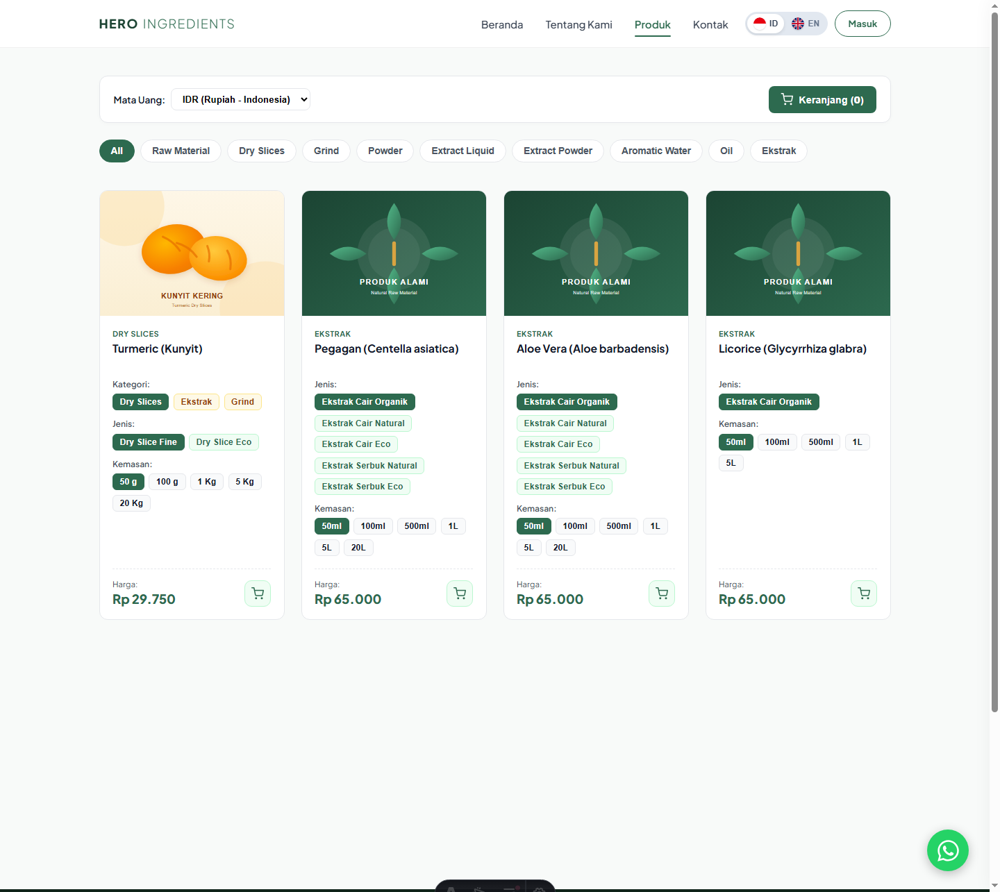 HERO INGREDIENTS
Beranda Tentang Kami Produk Kontak ID EN Masuk
Mata Uang: IDR (Rupiah - Indonesia) Keranjang (0)
All Raw Material Dry Slices Grind Powder Extract Liquid Extract Powder Aromatic Water Oil Ekstrak
KUNYIT KERING
Turmeric Dry Slices
DRY SLICES
Turmeric (Kunyit)
Kategori:
Dry Slices Ekstrak Grind
Jenis:
Dry Slice Fine Dry Slice Eco
Kemasan:
50 g 100 g 1 Kg 5 Kg
20 Kg
Harga:
Rp 29.750
PRODUK ALAMI
Natural Raw Material
EKSTRAK
Pegagan (Centella asiatica)
Jenis:
Ekstrak Cair Organik
Ekstrak Cair Natural
Ekstrak Cair Eco
Ekstrak Serbuk Natural
Ekstrak Serbuk Eco
Kemasan:
50ml 100ml 500ml 1L
5L 20L
Harga:
Rp 65.000
PRODUK ALAMI
Natural Raw Material
EKSTRAK
Aloe Vera (Aloe barbadensis)
Jenis:
Ekstrak Cair Organik
Ekstrak Cair Natural
Ekstrak Cair Eco
Ekstrak Serbuk Natural
Ekstrak Serbuk Eco
Kemasan:
50ml 100ml 500ml 1L
5L 20L
Harga:
Rp 65.000
PRODUK ALAMI
Natural Raw Material
EKSTRAK
Licorice (Glycyrrhiza glabra)
Jenis:
Ekstrak Cair Organik
Kemasan:
50ml 100ml 500ml 1L
5L
Harga:
Rp 65.000